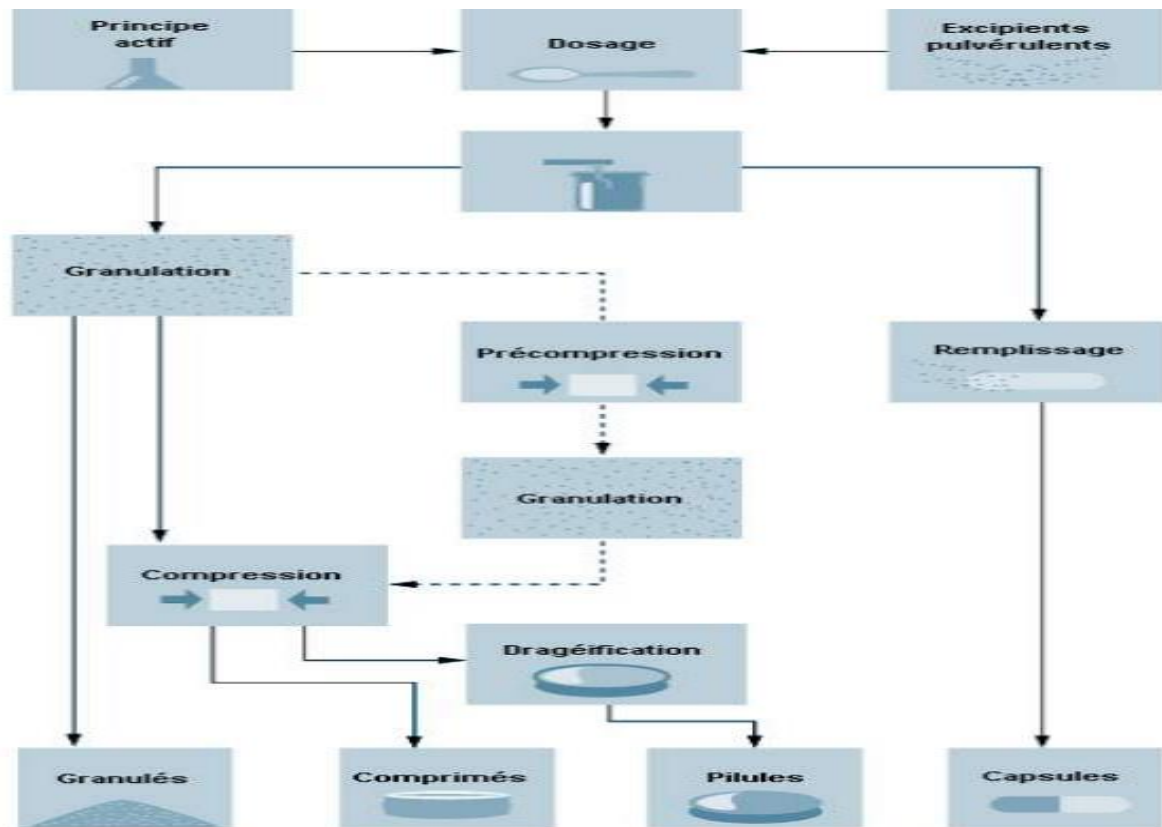 Principe
actif
Dosage
Excipients
pulvérulents
Granulation
Précompression
Remplissage
Granulation
Compression
Dragéification
Granulés
Comprimés
Pilules
Capsules